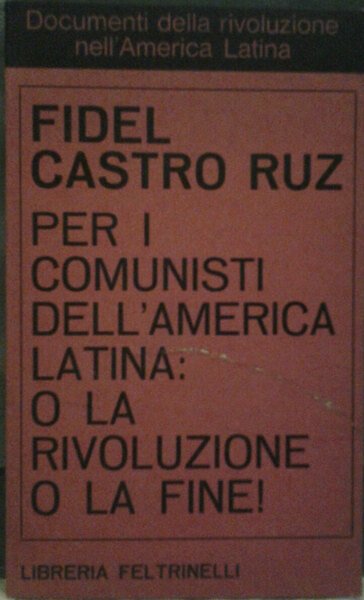 Documenti della rivoluzione
nell'America Latina
FIDEL
CASTRO RUZ
PER I
COMUNISTI
DELL'AMERICA
LATINA:
O LA
RIVOLUZIONE
O LA FINE!
LIBRERIA FELTRINELLI